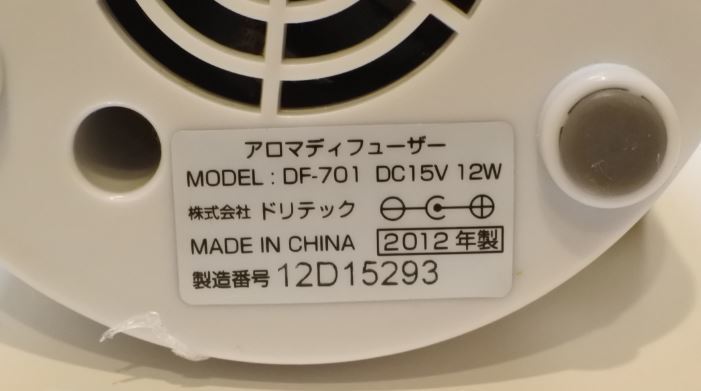 アロマディフューザー
MODEL : DF-701 DC15V 12W
株式会社 ドリテック
MADE IN CHINA 2012年製
製造番号 12D15293